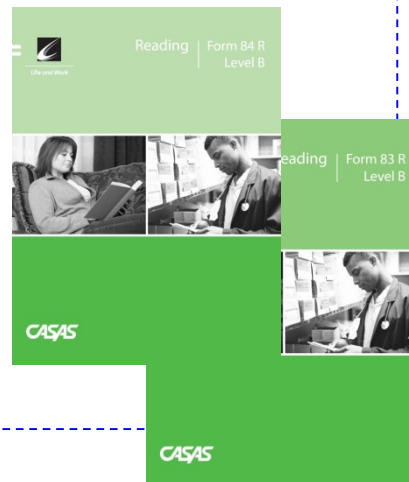 Reading | Form 84 R
Level B
Life and Work
CASAS
eading | Form 83 R
Level B
CASAS